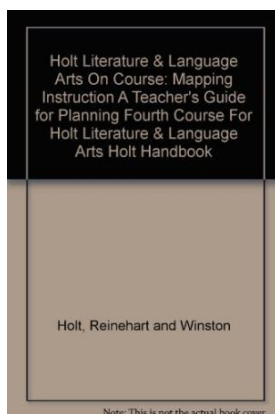 Holt Literature & Language
Arts On Course: Mapping
Instruction A Teacher's Guide
for Planning Fourth Course For
Holt Literature & Language
Arts Holt Handbook
Holt, Reinehart and Winston
Note: This is not the actual book cover